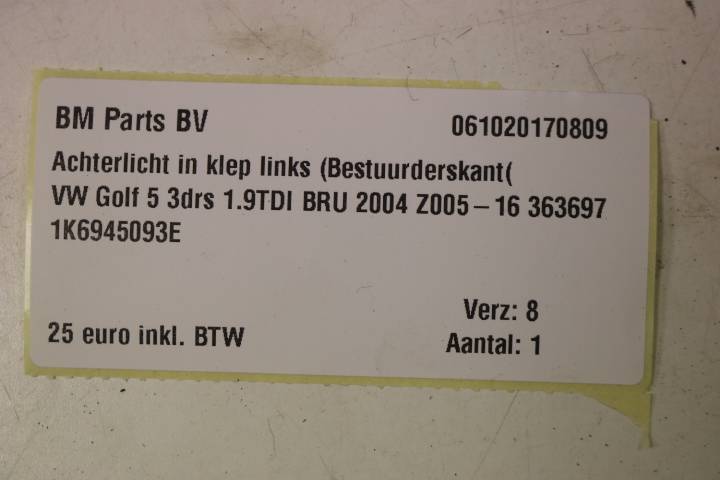 BM Parts BV 061020170809
Achterlicht in klep links (Bestuurderskant(
VW Golf 5 3drs 1.9TDI BRU 2004 Z005-16 363697
1K6945093E
Verz: 8
25 euro inkl. BTW Aantal: 1